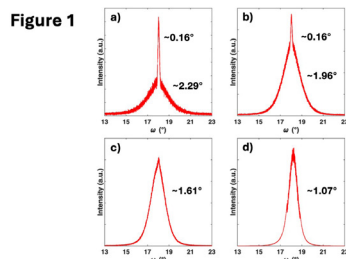 Figure 1
a)
~0.16°
~2.29°
Intensity (a.u.)
13 15 17 19 21 23
ω (°)
b)
~0.16°
~1.96°
Intensity (a.u.)
13 15 17 19 21 23
ω (°)
c)
~1.61°
Intensity (a.u.)
13 15 17 19 21 23
ω (°)
d)
~1.07°
Intensity (a.u.)
13 15 17 19 21 23
ω (°)